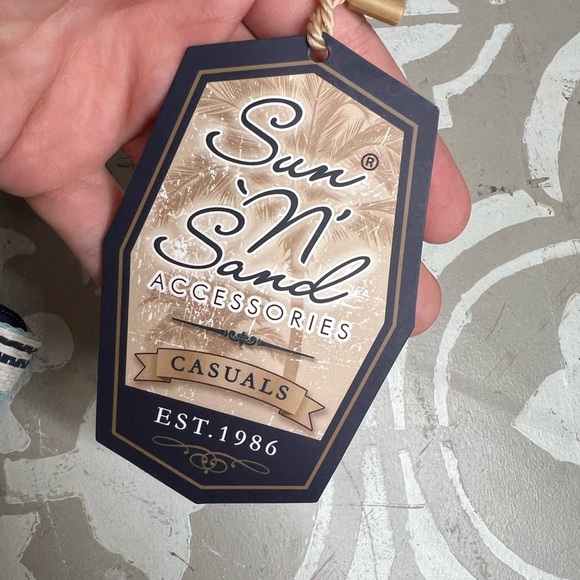 Sun ®
'N'
Sand
ACCESSORIES
CASUALS
EST.1986